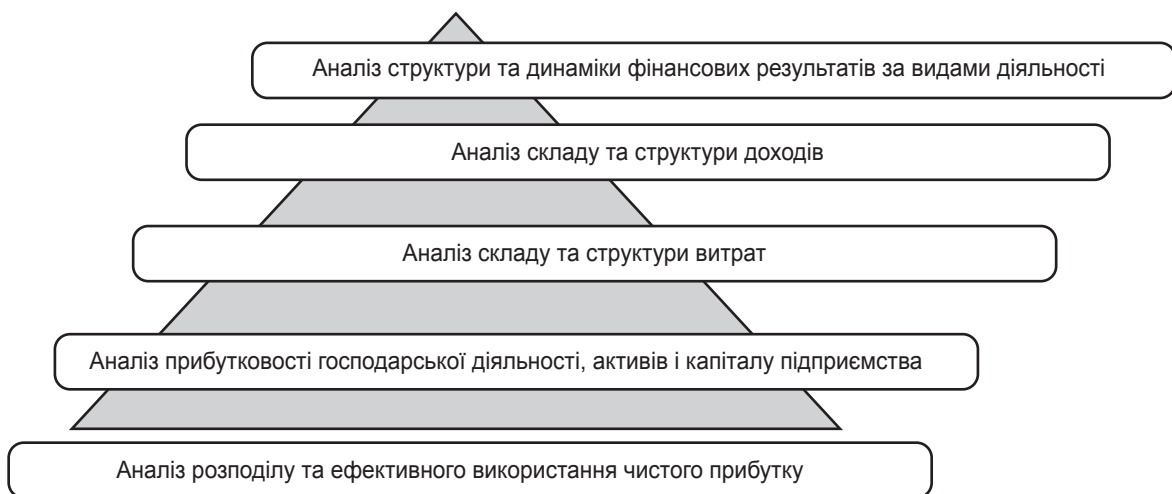 Аналіз структури та динаміки фінансових результатів за видами діяльності
Аналіз складу та структури доходів
Аналіз складу та структури витрат
Аналіз прибутковості господарської діяльності, активів і капіталу підприємства
Аналіз розподілу та ефективного використання чистого прибутку